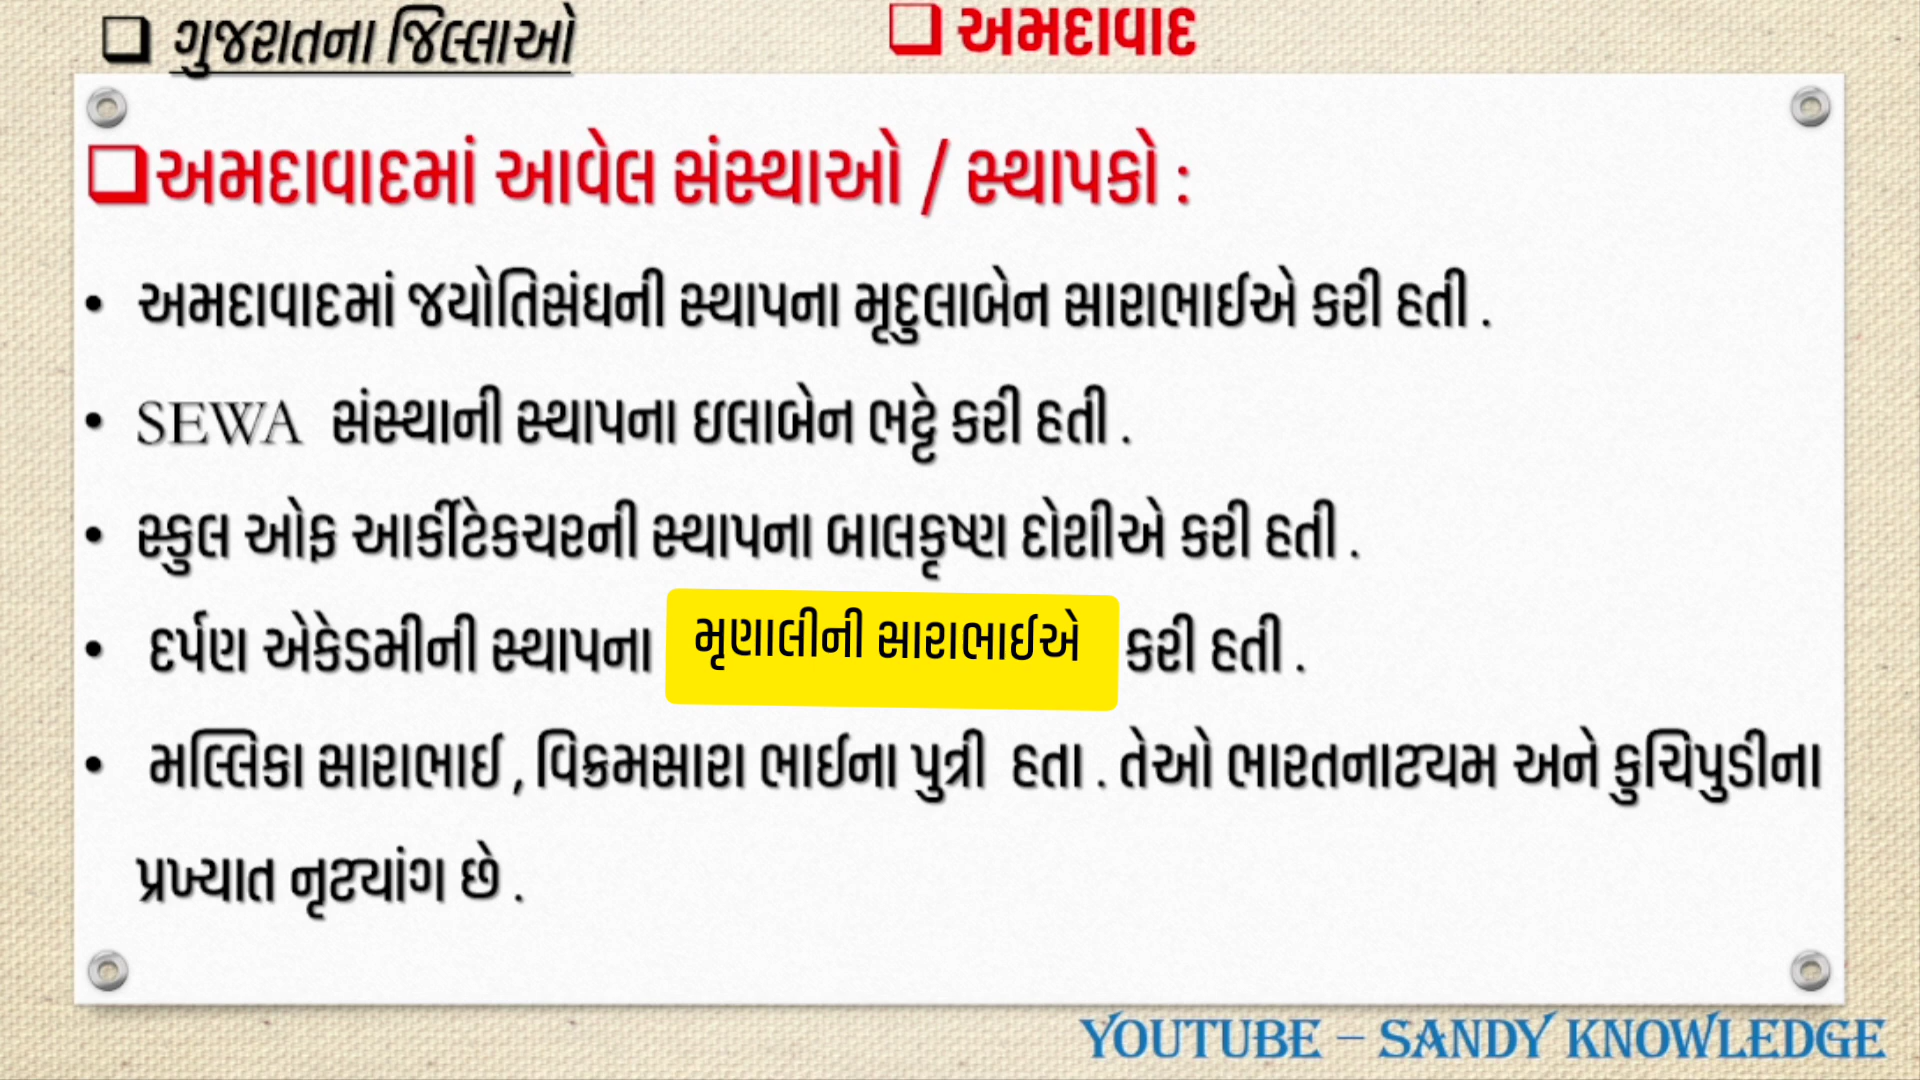 ❑ ગુજરાતના જિલ્લાઓ ❑ અમદાવાદ
❑અમદાવાદમાં આવેલ સંસ્થાઓ / સ્થાપકો :
• અમદાવાદમાં જયોતિસંઘની સ્થાપના મૃદુલાબેન સારાભાઈએ કરી હતી .
• SEWA સંસ્થાની સ્થાપના ઇલાબેન ભટ્ટે કરી હતી .
• સ્કુલ ઓફ આર્કીટેકચરની સ્થાપના બાલકૃષ્ણ દોશીએ કરી હતી .
• દર્પણ એકેડમીની સ્થાપના મૃણાલીની સારાભાઈએ કરી હતી .
• મલ્લિકા સારાભાઈ , વિક્રમસારા ભાઈના પુત્રી હતા . તેઓ ભારતનાટ્યમ અને કુચિપુડીના
પ્રખ્યાત નૃટ્યાંગ છે .
YOUTUBE – SANDY KNOWLEDGE